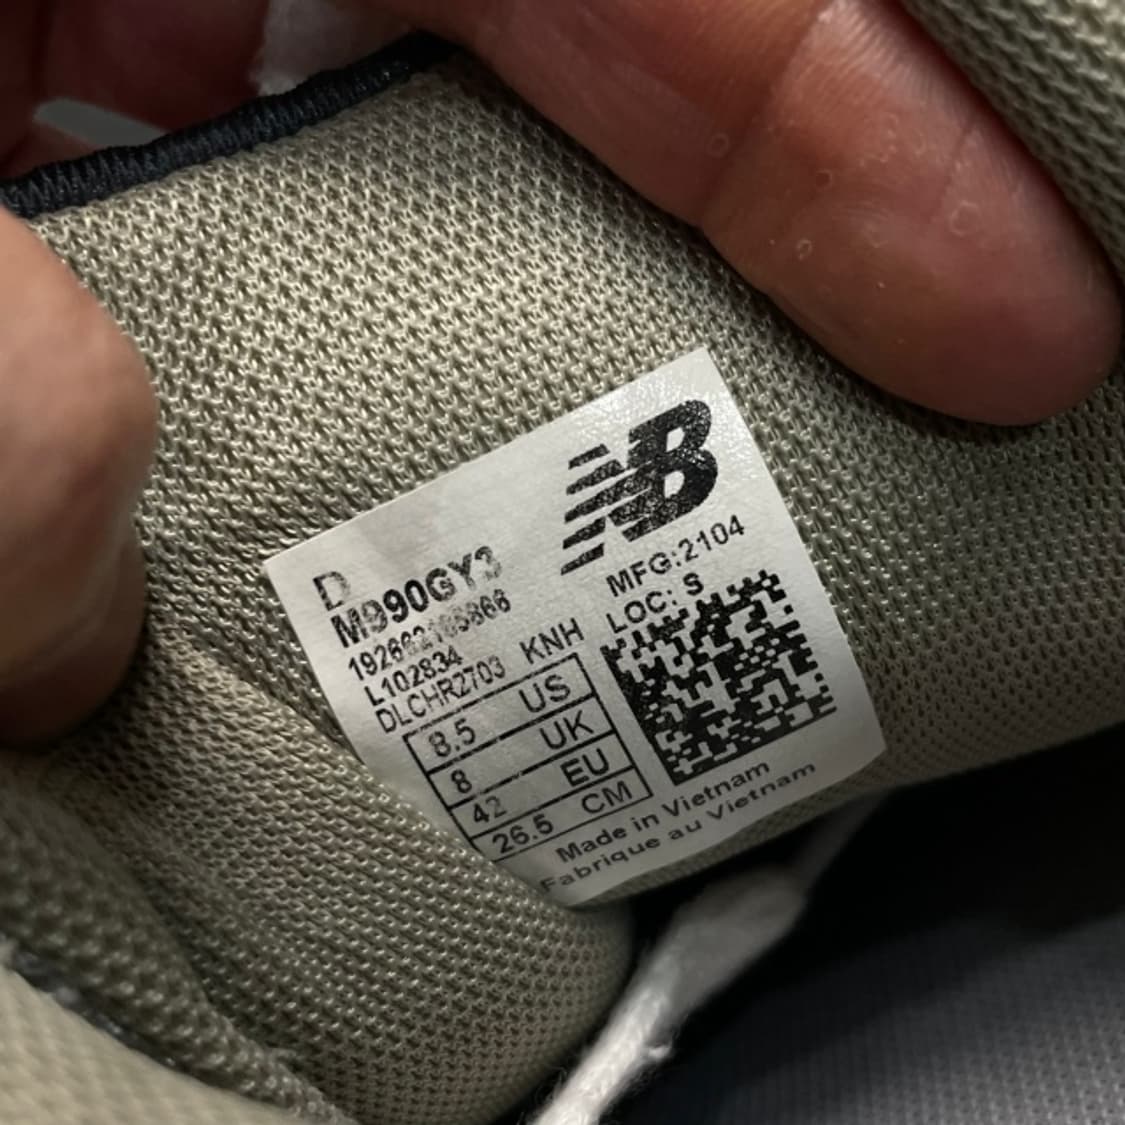 NB
D
M990GY3
L102834
DLCHR2703 KNH
8.5 US
8 UK
42 EU
26.5 CM
MFG:2104
LOC: S
Made in Vietnam
Fabrique au Vietnam